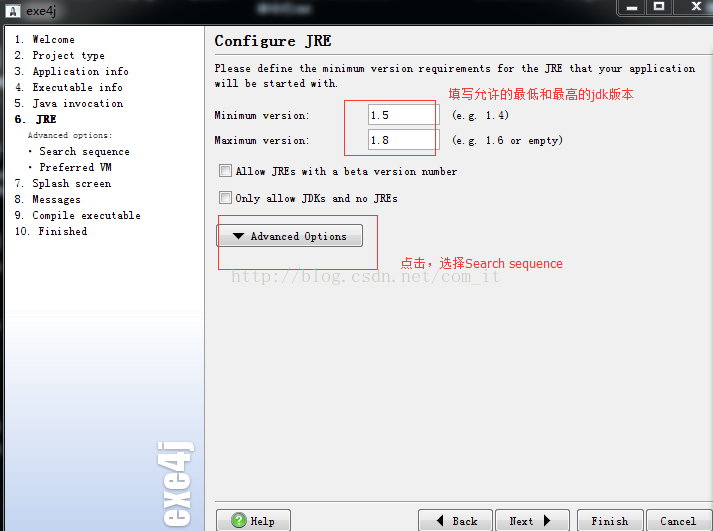 exe4j
1. Welcome
2. Project type
3. Application info
4. Executable info
5. Java invocation
6. JRE
Advanced options:
• Search sequence
• Preferred VM
7. Splash screen
8. Messages
9. Compile executable
10. Finished
exe4j
Configure JRE
Please define the minimum version requirements for the JRE that your application
will be started with.
填写允许的最低和最高的jdk版本
Minimum version: 1.5 (e.g. 1.4)
Maximum version: 1.8 (e.g. 1.6 or empty)
Allow JREs with a beta version number
Only allow JDKs and no JREs
Advanced Options
点击，选择Search sequence
http://blog.csdn.net/com_it
Help
Back
Next
Finish
Cancel